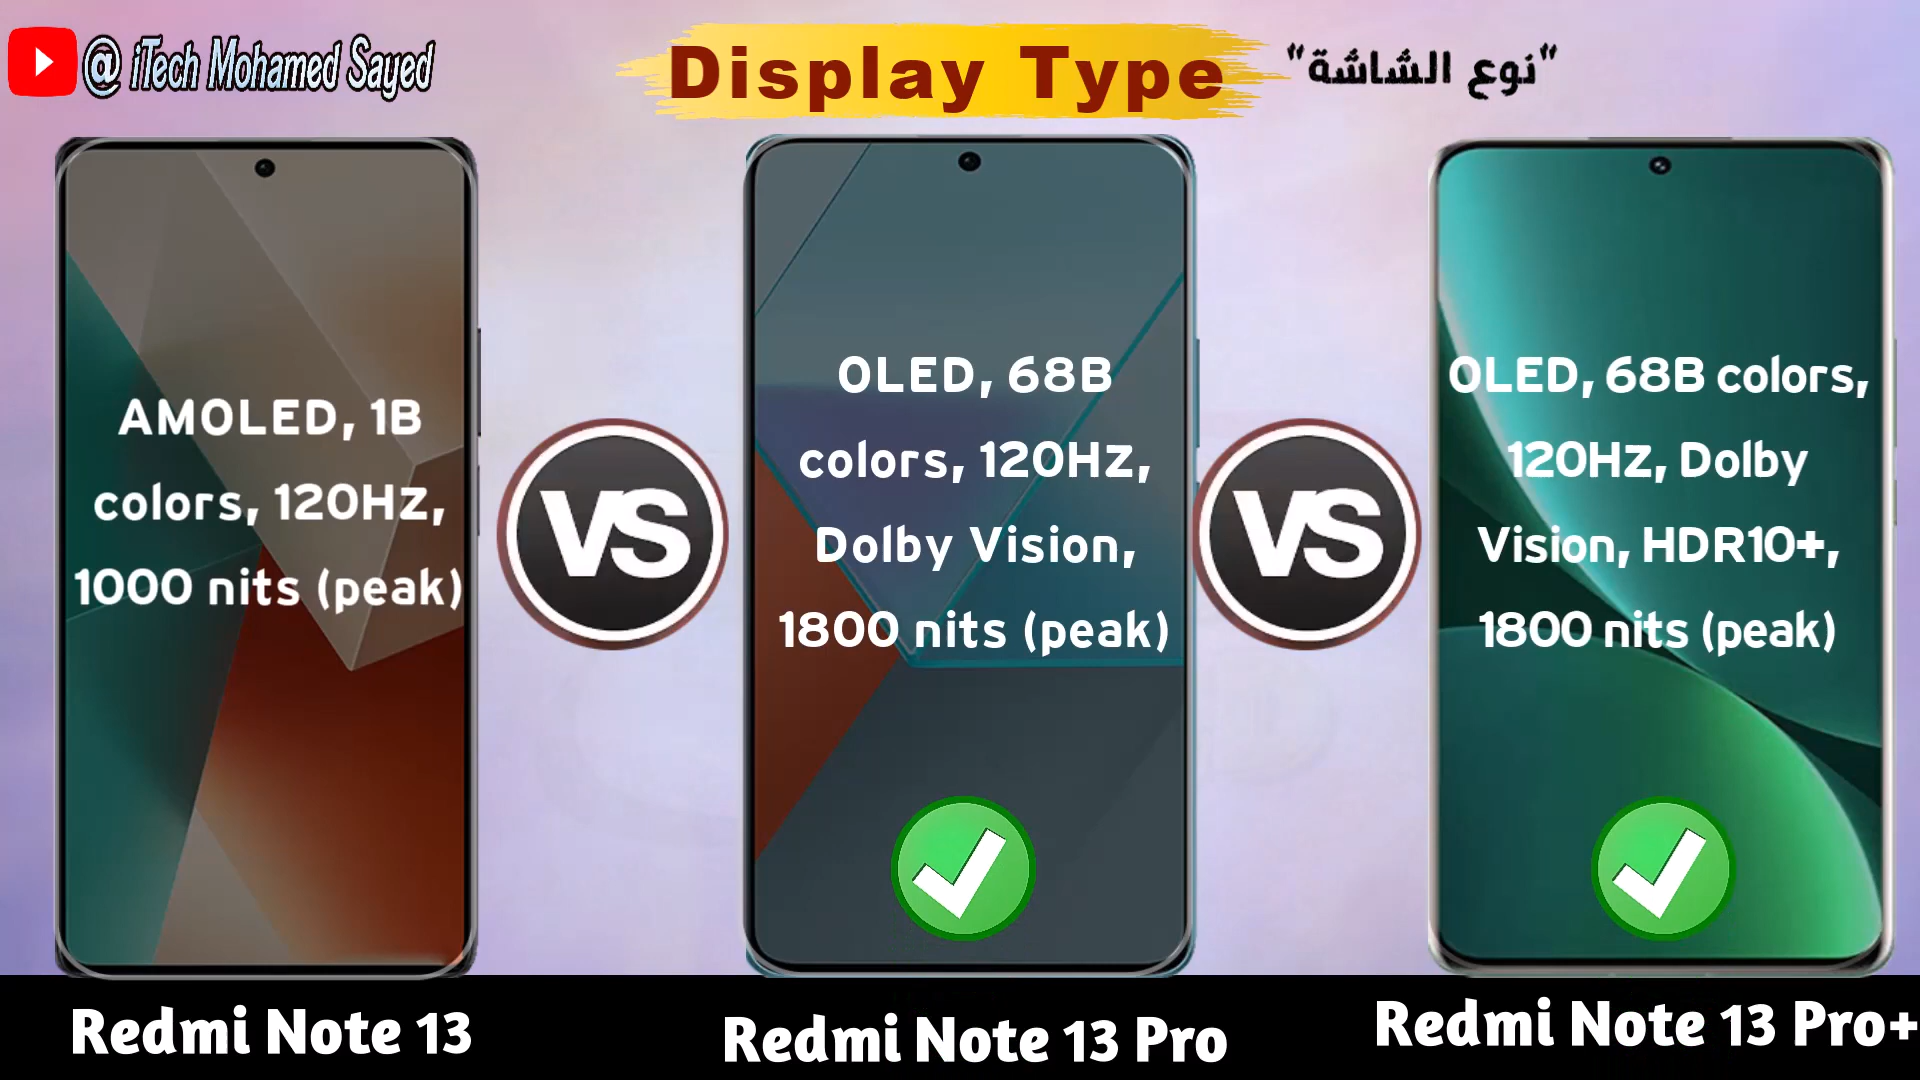 @ iTech Mohamed Sayed
Display Type
"نوع الشاشة"
AMOLED, 1B
colors, 120Hz,
1000 nits (peak)
VS
OLED, 68B
colors, 120Hz,
Dolby Vision,
1800 nits (peak)
VS
OLED, 68B colors,
120Hz, Dolby
Vision, HDR10+,
1800 nits (peak)
Redmi Note 13
Redmi Note 13 Pro
Redmi Note 13 Pro+